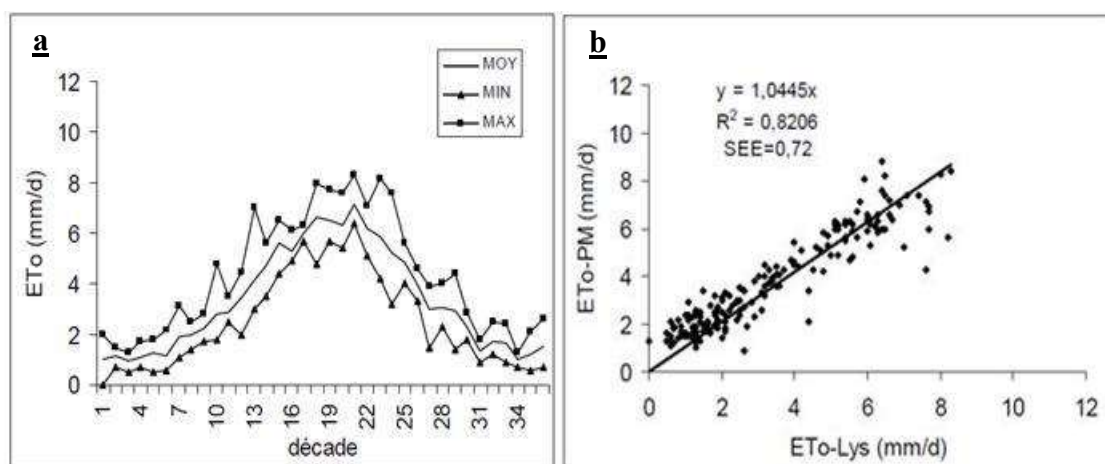 a
MOY
MIN
MAX
ETo (mm/d)
12
10
8
6
4
2
0
1 4 7 10 13 16 19 22 25 28 31 34
décade
b
y = 1,0445x
R² = 0,8206
SEE=0,72
ETo-PM (mm/d)
12
10
8
6
4
2
0
0 2 4 6 8 10 12
ETo-Lys (mm/d)